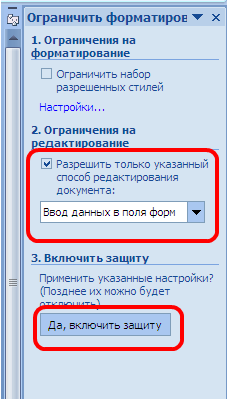 Ограничить форматиров
1. Ограничения на
форматирование
Ограничить набор
разрешенных стилей
Настройки...
2. Ограничения на
редактирование
Разрешить только указанный
способ редактирования
документа:
Ввод данных в поля форм
3. Включить защиту
Применить указанные настройки?
(Позднее их можно будет
отключить)
Да, включить защиту